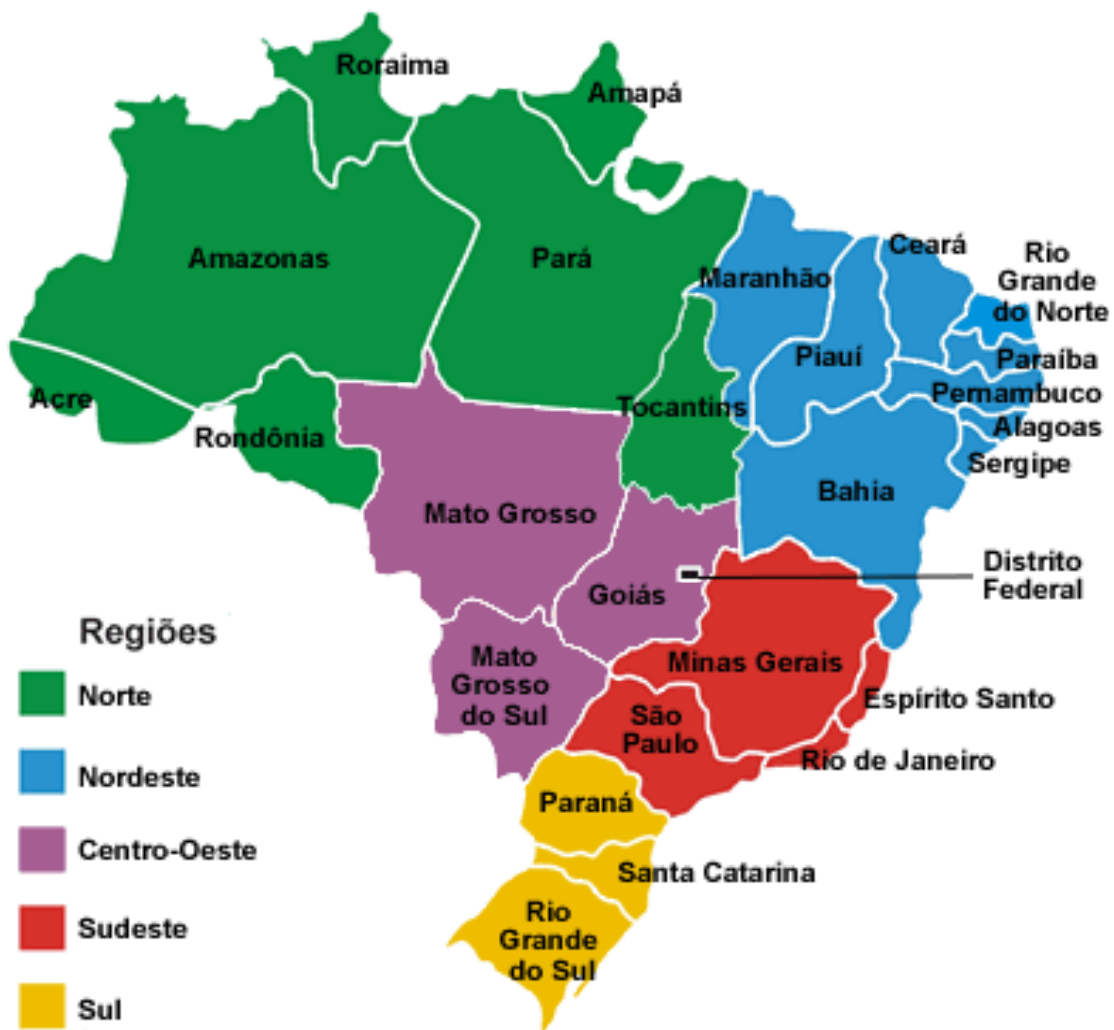 Roraima
Amapá
Amazonas
Pará
Maranhão
Ceará
Rio
Grande
do Norte
Piauí
Paraíba
Pernambuco
Alagoas
Sergipe
Acre
Rondônia
Tocantins
Bahia
Mato Grosso
Distrito
Federal
Goiás
Mato
Grosso
do Sul
Minas Gerais
Espírito Santo
São
Paulo
Rio de Janeiro
Paraná
Santa Catarina
Rio
Grande
do Sul
Regiões
Norte
Nordeste
Centro-Oeste
Sudeste
Sul